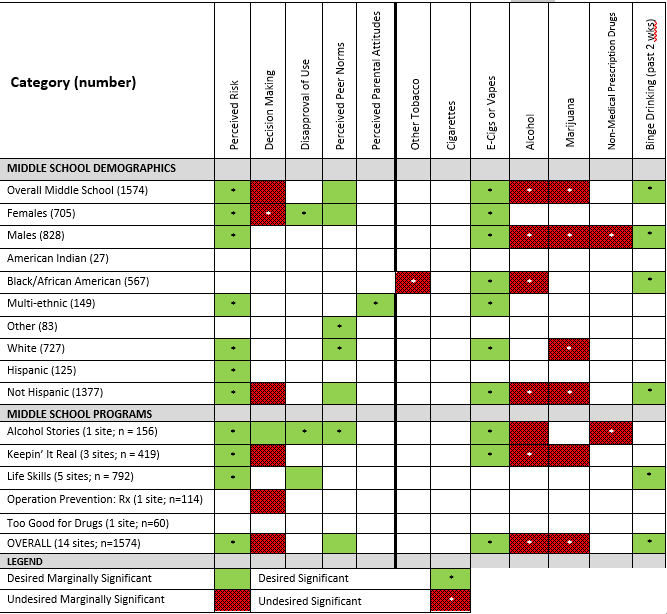 Category (number)
Perceived Risk
Decision Making
Disapproval of Use
Perceived Peer Norms
Perceived Parental Attitudes
Other Tobacco
Cigarettes
E-Cigs or Vapes
Alcohol
Marijuana
Non-Medical Prescription Drugs
Binge Drinking (past 2 wks)
MIDDLE SCHOOL DEMOGRAPHICS
Overall Middle School (1574) * * * * *
Females (705) * * * *
Males (828) * * * * * *
American Indian (27)
Black/African American (567) * * * *
Multi-ethnic (149) * * *
Other (83) *
White (727) * * * *
Hispanic (125) *
Not Hispanic (1377) * * * * *
MIDDLE SCHOOL PROGRAMS
Alcohol Stories (1 site; n = 156) * * * * *
Keepin’ It Real (3 sites; n = 419) * * *
Life Skills (5 sites; n = 792) * *
Operation Prevention: Rx (1 site; n=114)
Too Good for Drugs (1 site; n=60)
OVERALL (14 sites; n=1574) * * * * *
LEGEND
Desired Marginally Significant Desired Significant *
Undesired Marginally Significant Undesired Significant *